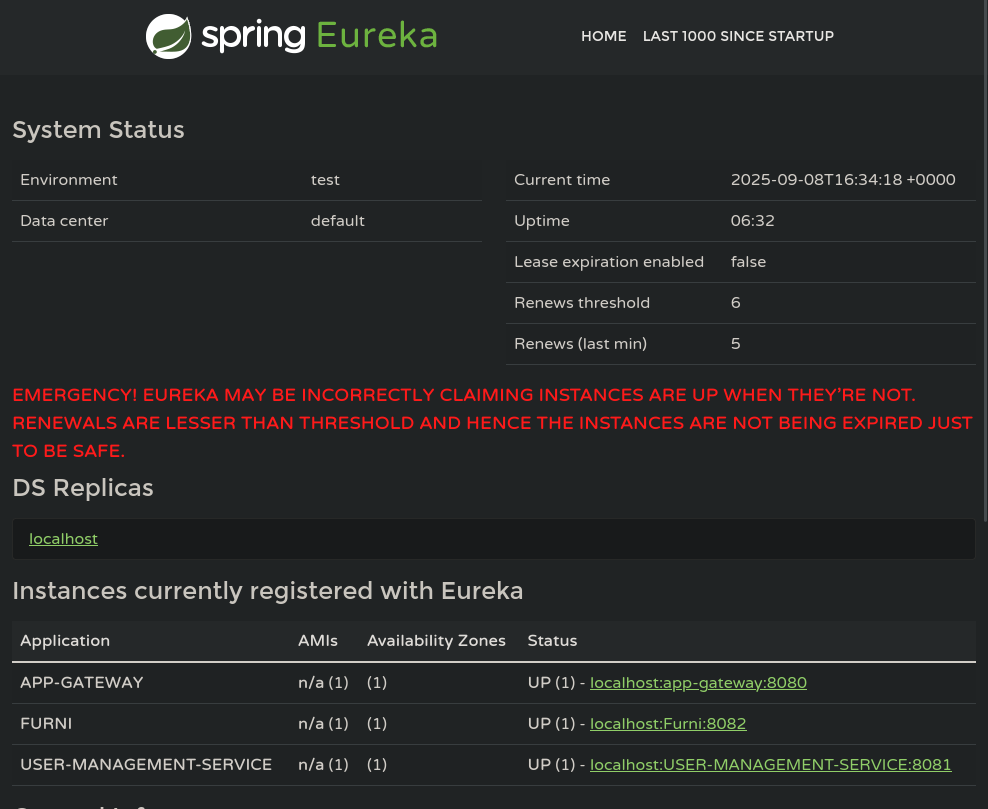 spring Eureka
HOME LAST 1000 SINCE STARTUP
System Status
Environment test
Data center default
Current time 2025-09-08T16:34:18 +0000
Uptime 06:32
Lease expiration enabled false
Renews threshold 6
Renews (last min) 5
EMERGENCY! EUREKA MAY BE INCORRECTLY CLAIMING INSTANCES ARE UP WHEN THEY'RE NOT.
RENEWALS ARE LESSER THAN THRESHOLD AND HENCE THE INSTANCES ARE NOT BEING EXPIRED JUST
TO BE SAFE.
DS Replicas
localhost
Instances currently registered with Eureka
Application AMIs Availability Zones Status
APP-GATEWAY n/a (1) (1) UP (1) - localhost:app-gateway:8080
FURNI n/a (1) (1) UP (1) - localhost:Furni:8082
USER-MANAGEMENT-SERVICE n/a (1) (1) UP (1) - localhost:USER-MANAGEMENT-SERVICE:8081